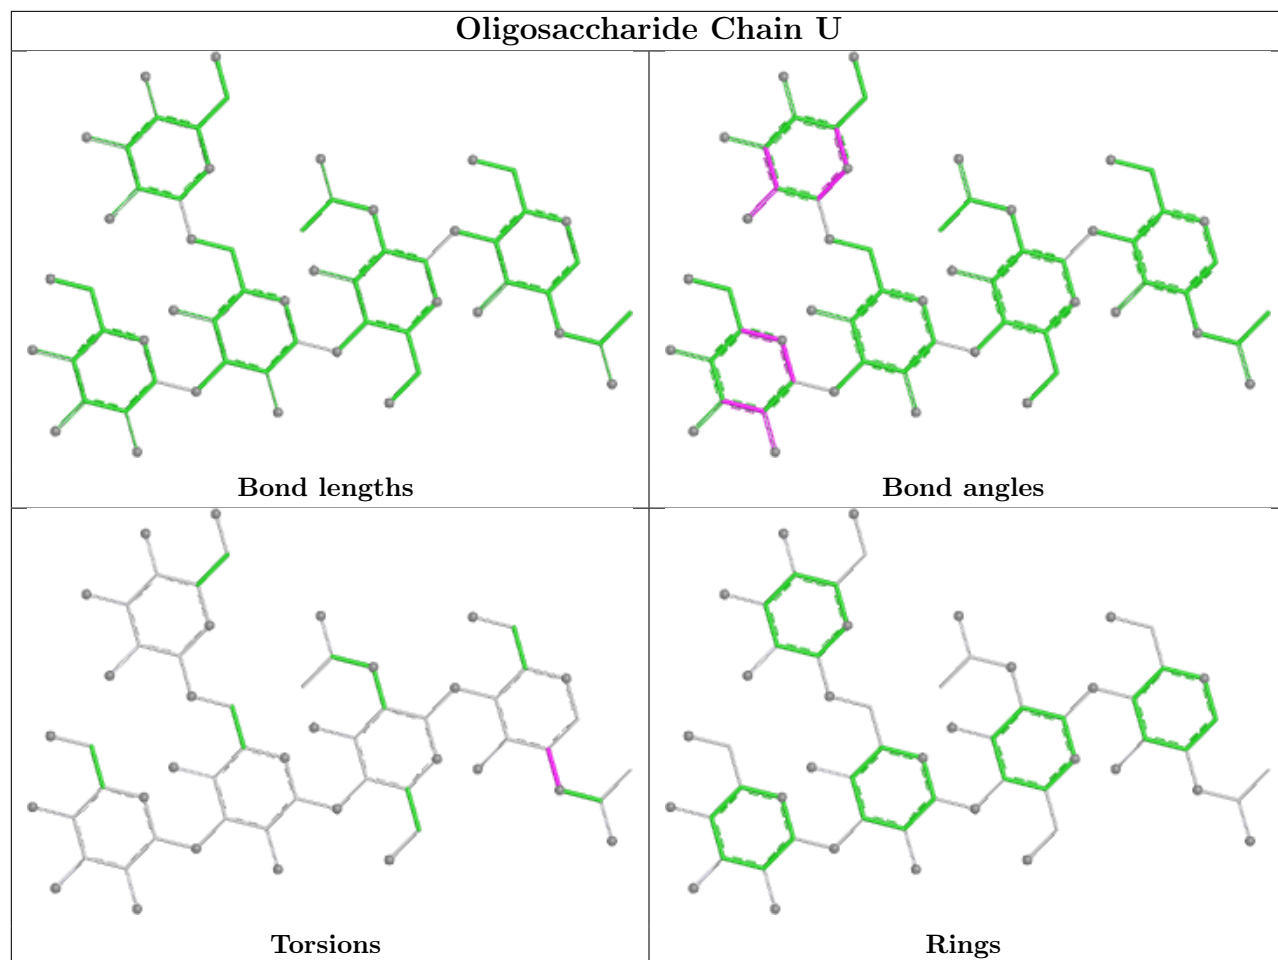 Oligosaccharide Chain U
Bond lengths
Bond angles
Torsions
Rings